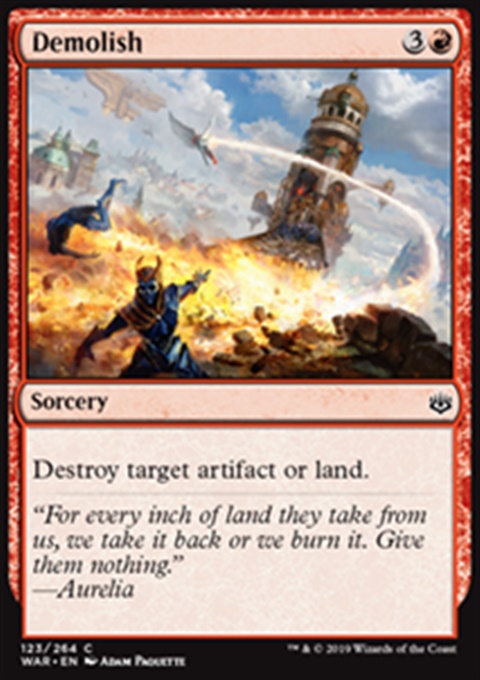 Demolish 3
Sorcery
Destroy target artifact or land.
“For every inch of land they take from
us, we take it back or we burn it. Give
them nothing.”
—Aurelia
123/264 C
WAR • EN Adam Paquette
™ & © 2019 Wizards of the Coast